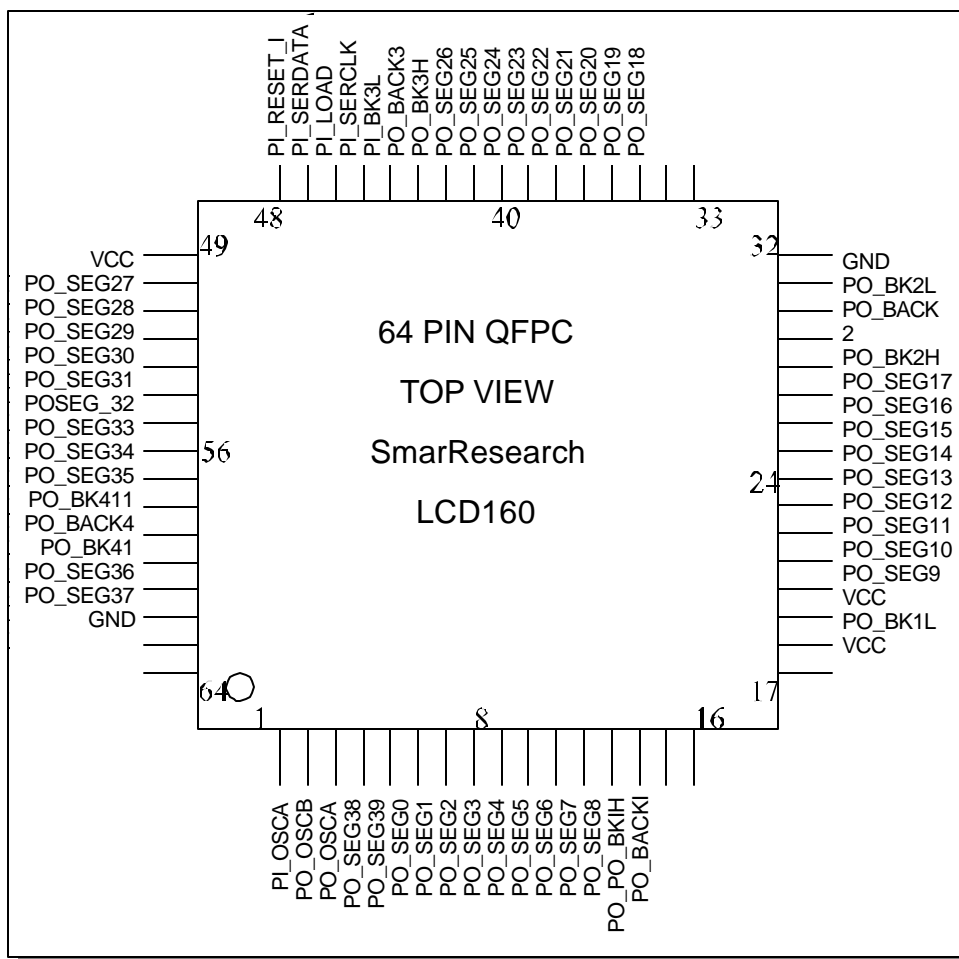 PI_RESET_I
PI_SERDATA
PI_LOAD
PI_SERCLK
PI_BK3L
PO_BACK3
PO_BK3H
PO_SEG26
PO_SEG25
PO_SEG24
PO_SEG23
PO_SEG22
PO_SEG21
PO_SEG20
PO_SEG19
PO_SEG18
48
40
33
49
32
VCC
PO_SEG27
PO_SEG28
PO_SEG29
PO_SEG30
PO_SEG31
POSEG_32
PO_SEG33
PO_SEG34
PO_SEG35
PO_BK411
PO_BACK4
PO_BK41
PO_SEG36
PO_SEG37
GND
56
64 PIN QFPC
TOP VIEW
SmarResearch
LCD160
24
GND
PO_BK2L
PO_BACK
2
PO_BK2H
PO_SEG17
PO_SEG16
PO_SEG15
PO_SEG14
PO_SEG13
PO_SEG12
PO_SEG11
PO_SEG10
PO_SEG9
VCC
PO_BK1L
VCC
64
17
1
8
16
PI_OSCA
PO_OSCB
PO_OSCA
PO_SEG38
PO_SEG39
PO_SEG0
PO_SEG1
PO_SEG2
PO_SEG3
PO_SEG4
PO_SEG5
PO_SEG6
PO_SEG7
PO_SEG8
PO_PO_BKIH
PO_BACKI